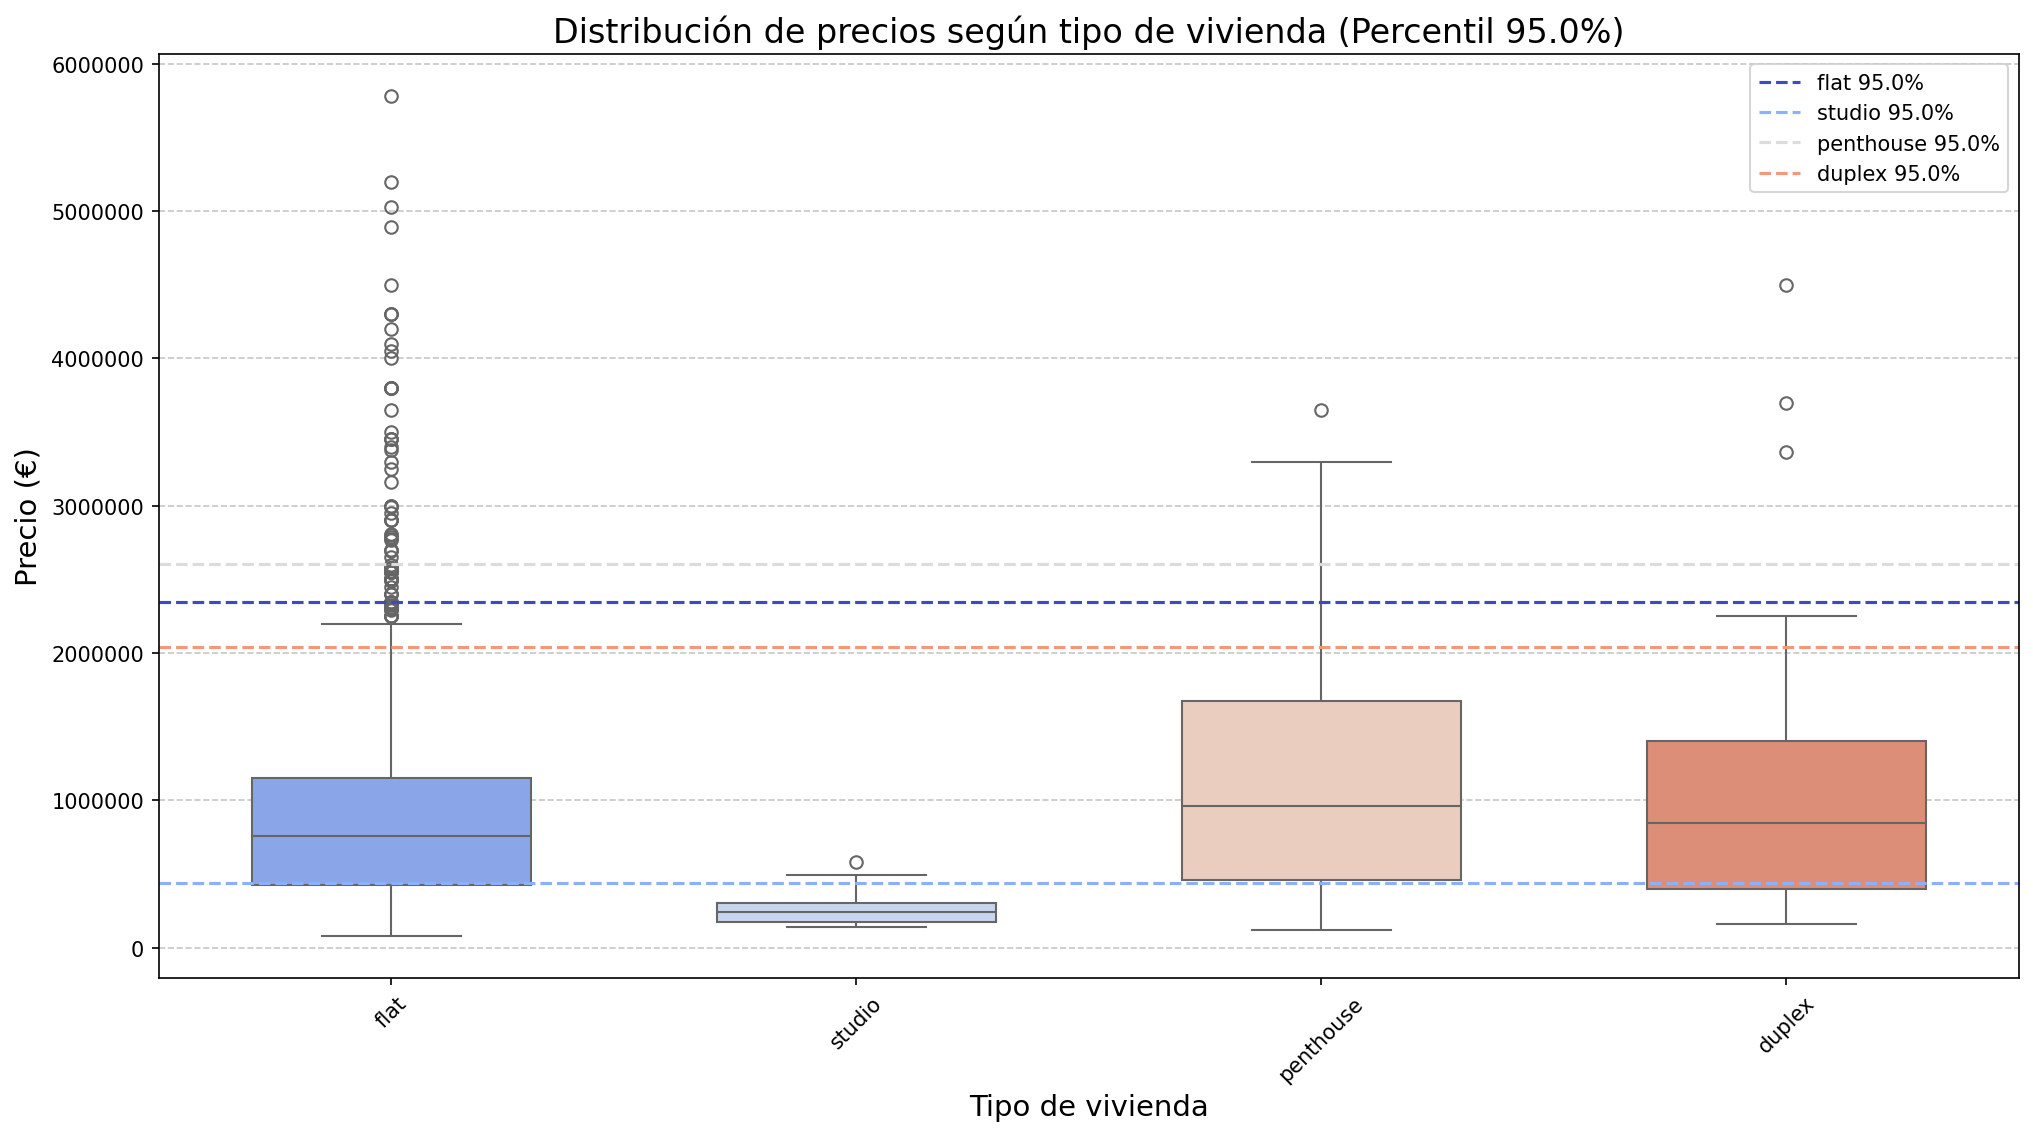 Distribución de precios según tipo de vivienda (Percentil 95.0%)
flat 95.0%
studio 95.0%
penthouse 95.0%
duplex 95.0%
Precio (€)
6000000
5000000
4000000
3000000
2000000
1000000
0
flat
studio
penthouse
duplex
Tipo de vivienda